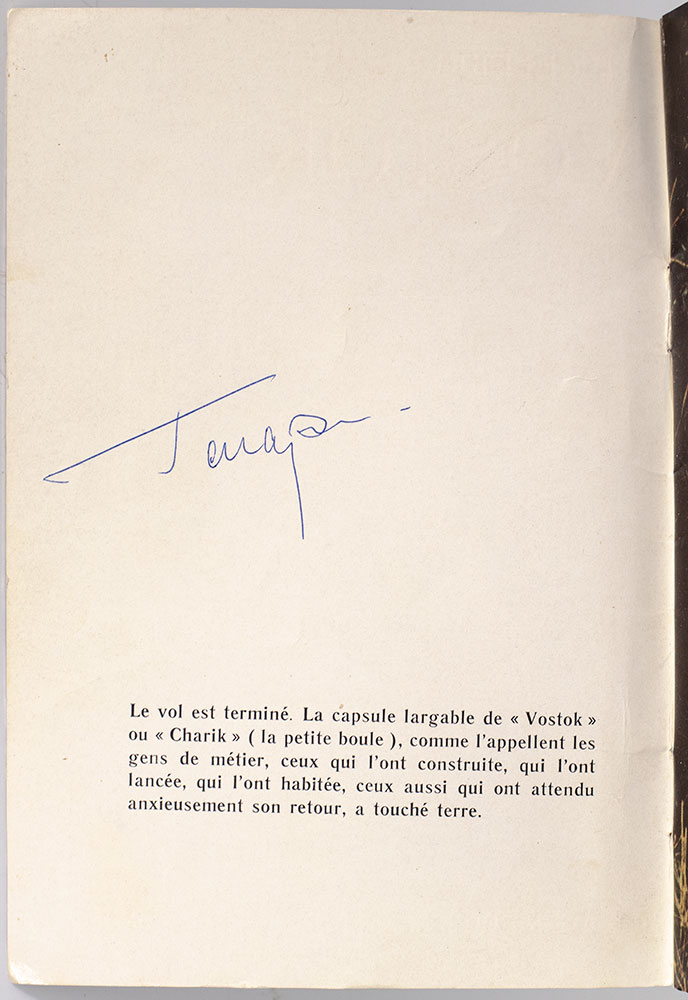 Le vol est terminé. La capsule largable de « Vostok »
ou « Charik » ( la petite boule ), comme l'appellent les
gens de métier, ceux qui l'ont construite, qui l'ont
lancée, qui l'ont habitée, ceux aussi qui ont attendu
anxieusement son retour, a touché terre.